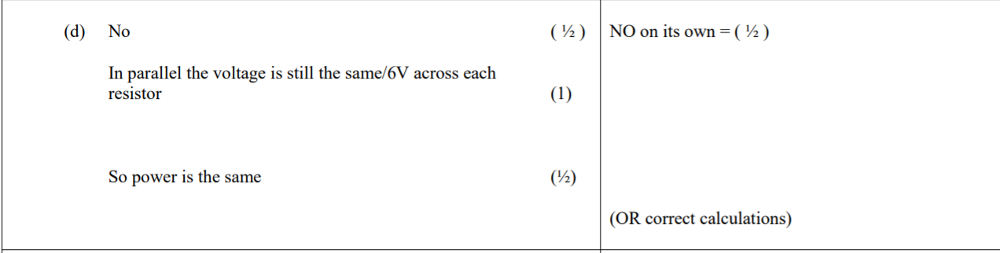 (d) No ( ½ ) NO on its own = ( ½ )
In parallel the voltage is still the same/6V across each
resistor (1)
So power is the same (½)
(OR correct calculations)